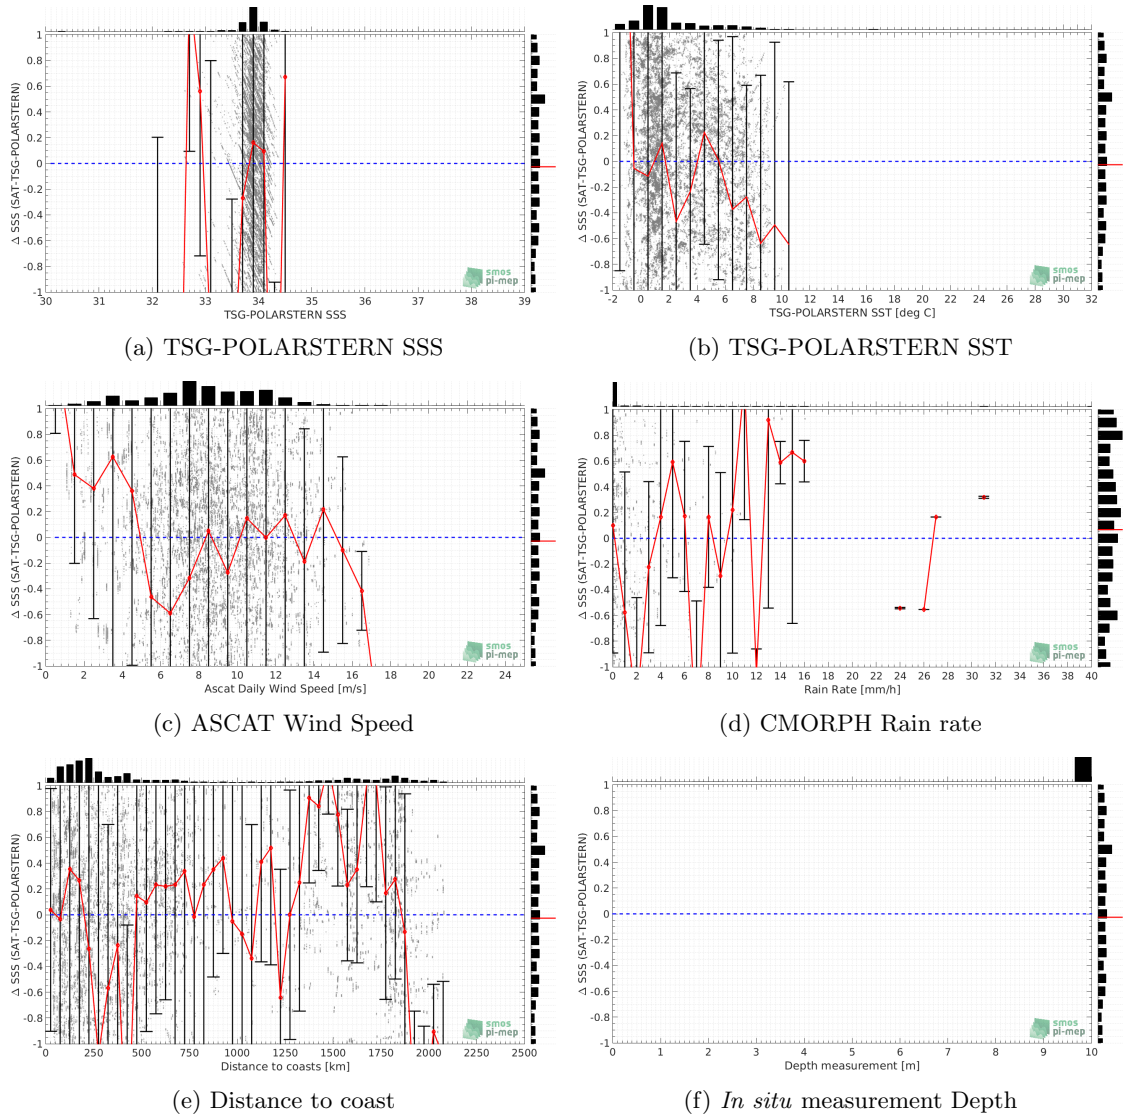 1
0.8
0.6
0.4
0.2
0
-0.2
-0.4
-0.6
-0.8
-1
Δ SSS (SAT-TSG-POLARSTERN)
30 31 32 33 34 35 36 37 38 39
TSG-POLARSTERN SSS
smos
pi-mep
(a) TSG-POLARSTERN SSS
1
0.8
0.6
0.4
0.2
0
-0.2
-0.4
-0.6
-0.8
-1
Δ SSS (SAT-TSG-POLARSTERN)
-2 0 2 4 6 8 10 12 14 16 18 20 22 24 26 28 30 32
TSG-POLARSTERN SST [deg C]
smos
pi-mep
(b) TSG-POLARSTERN SST
1
0.8
0.6
0.4
0.2
0
-0.2
-0.4
-0.6
-0.8
-1
Δ SSS (SAT-TSG-POLARSTERN)
0 2 4 6 8 10 12 14 16 18 20 22 24
Ascat Daily Wind Speed [m/s]
smos
pi-mep
(c) ASCAT Wind Speed
1
0.8
0.6
0.4
0.2
0
-0.2
-0.4
-0.6
-0.8
-1
Δ SSS (SAT-TSG-POLARSTERN)
0 2 4 6 8 10 12 14 16 18 20 22 24 26 28 30 32 34 36 38 40
Rain Rate [mm/h]
smos
pi-mep
(d) CMORPH Rain rate
1
0.8
0.6
0.4
0.2
0
-0.2
-0.4
-0.6
-0.8
-1
Δ SSS (SAT-TSG-POLARSTERN)
0 250 500 750 1000 1250 1500 1750 2000 2250 2500
Distance to coasts [km]
smos
pi-mep
(e) Distance to coast
1
0.8
0.6
0.4
0.2
0
-0.2
-0.4
-0.6
-0.8
-1
Δ SSS (SAT-TSG-POLARSTERN)
0 1 2 3 4 5 6 7 8 9 10
Depth measurement [m]
smos
pi-mep
(f) In situ measurement Depth